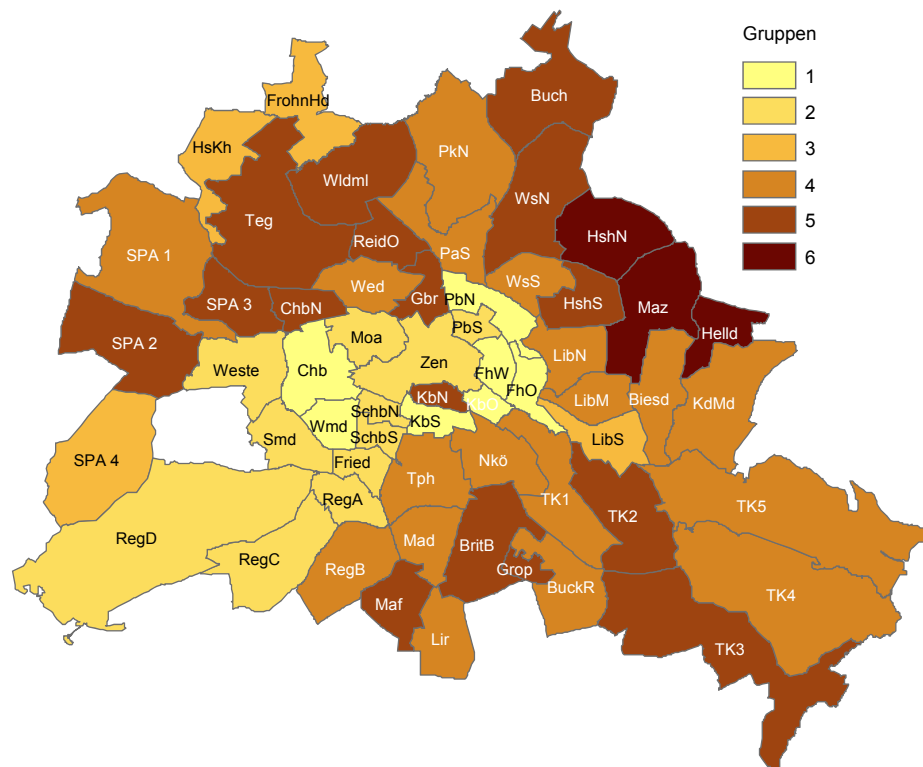 Gruppen
1
2
3
4
5
6
FrohnHd
Buch
HsKh
PkN
Wldml
WsN
Teg
HshN
ReidO
SPA 1
PaS
WsS
Wed
Gbr
PbN
HshS
Maz
SPA 3
ChbN
Helld
SPA 2
Moa
PbS
Weste
Chb
Zen
FhW
LibN
FhO
KbN
KbO
LibM
Biesd
KdMd
SchbN
KbS
Wmd
Smd
SchbS
LibS
SPA 4
Fried
Tph
Nkö
RegA
TK1
TK2
TK5
RegD
RegC
RegB
Mad
BritB
Grop
BuckR
TK4
Maf
Lir
TK3